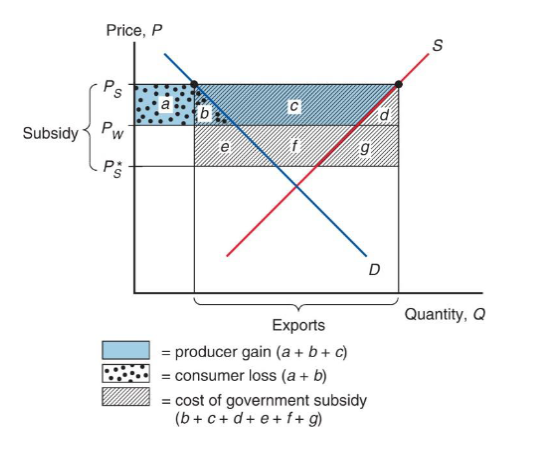 Price, P
S
P_S
a
b
c
d
Subsidy
P_W
e
f
g
P_S*
D
Quantity, Q
Exports
= producer gain (a + b + c)
= consumer loss (a + b)
= cost of government subsidy
(b + c + d + e + f + g)